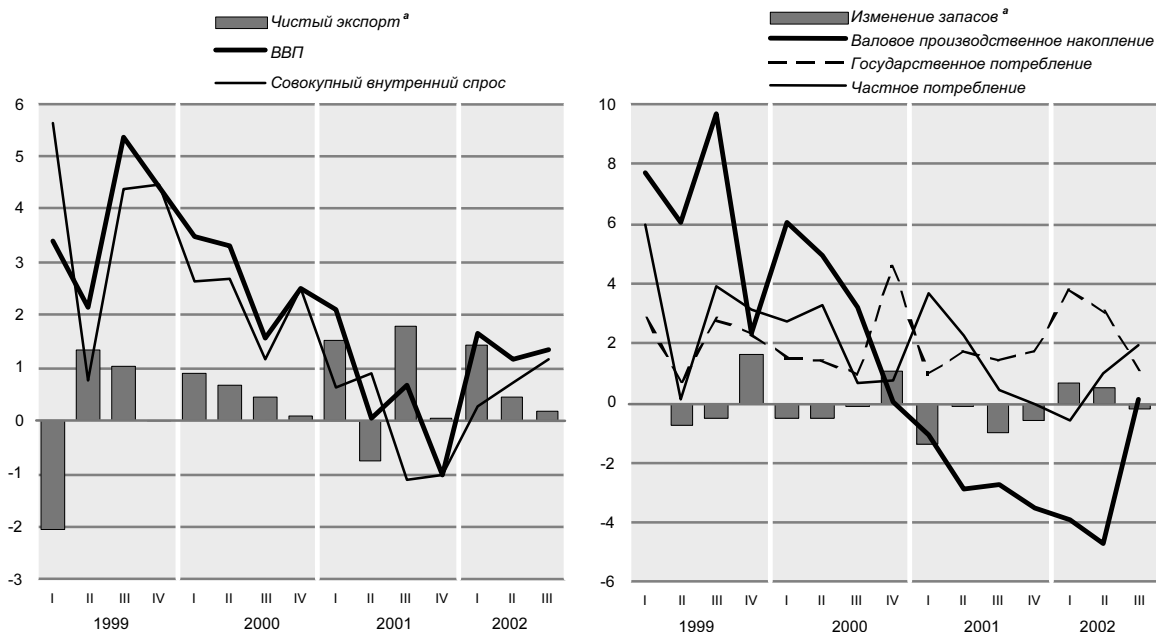 Чистый экспорт a
ВВП
Совокупный внутренний спрос
6
5
4
3
2
1
0
-1
-2
-3
I II III IV I II III IV I II III IV I II III
1999 2000 2001 2002
Изменение запасов a
Валовое производственное накопление
Государственное потребление
Частное потребление
10
8
6
4
2
0
-2
-4
-6
I II III IV I II III IV I II III IV I II III
1999 2000 2001 2002